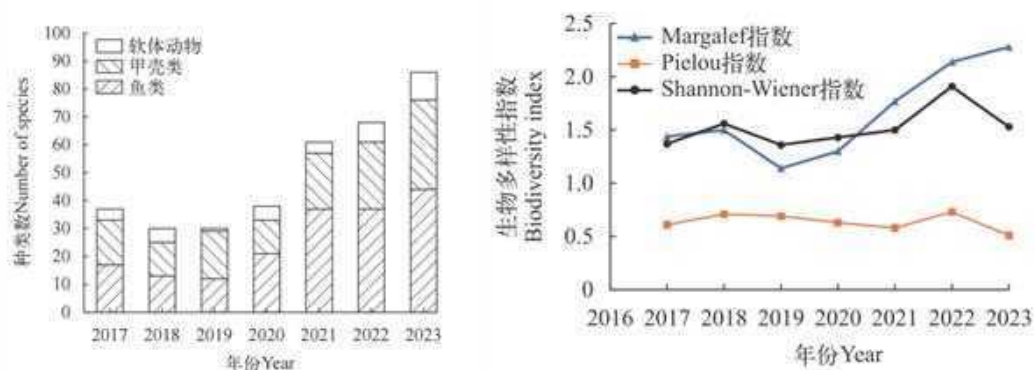 种类数Number of species
100
90
80
70
60
50
40
30
20
10
0
软体动物
甲壳类
鱼类
2017 2018 2019 2020 2021 2022 2023
年份Year
生物多样性指数
Biodiversity index
2.5
2.0
1.5
1.0
0.5
0
Margalef指数
Pielou指数
Shannon-Wiener指数
2016 2017 2018 2019 2020 2021 2022 2023
年份Year